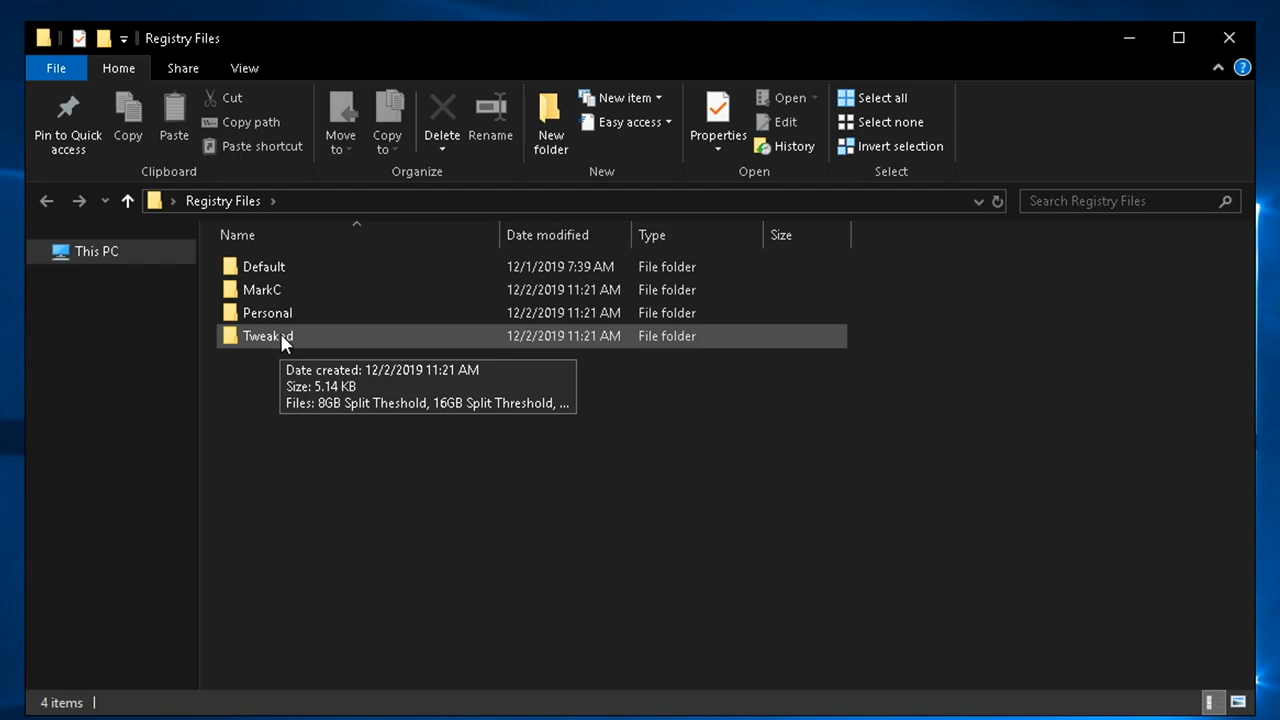 Registry Files
File
Home
Share
View
Pin to Quick access
Copy
Paste
Cut
Copy path
Paste shortcut
Clipboard
Move to
Copy to
Delete
Rename
Organize
New folder
New item
Easy access
New
Properties
Open
Edit
History
Open
Select all
Select none
Invert selection
Select
Registry Files
Search Registry Files
This PC
Name Date modified Type Size
Default 12/1/2019 7:39 AM File folder
MarkC 12/2/2019 11:21 AM File folder
Personal 12/2/2019 11:21 AM File folder
Tweaked 12/2/2019 11:21 AM File folder
Date created: 12/2/2019 11:21 AM
Size: 5.14 KB
Files: 8GB Split Theshold, 16GB Split Threshold, ...
4 items